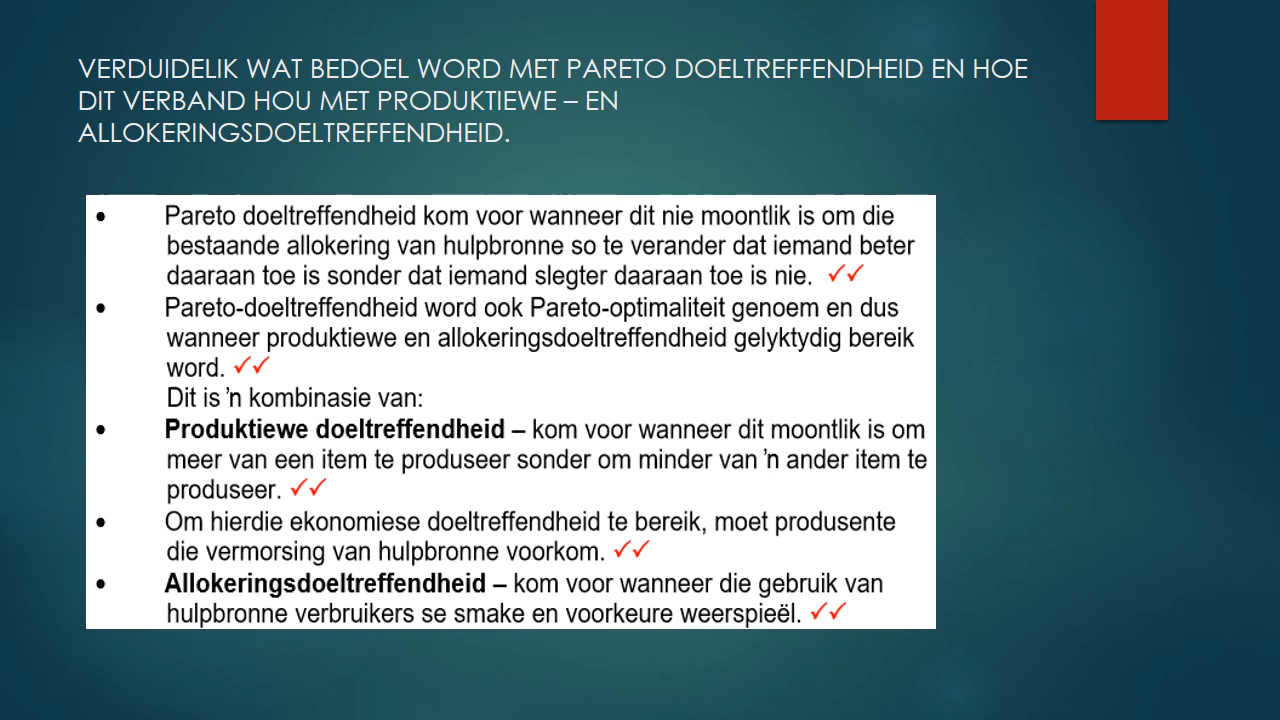 VERDUIDELIK WAT BEDOEL WORD MET PARETO DOELTREFFENDHEID EN HOE
DIT VERBAND HOU MET PRODUKTIEWE – EN
ALLOKERINGSDOELTREFFENDHEID.
• Pareto doeltreffendheid kom voor wanneer dit nie moontlik is om die
bestaande allokering van hulpbronne so te verander dat iemand beter
daaraan toe is sonder dat iemand slegter daaraan toe is nie. ✓✓
• Pareto-doeltreffendheid word ook Pareto-optimaliteit genoem en dus
wanneer produktiewe en allokeringsdoeltreffendheid gelyktydig bereik
word. ✓✓
Dit is ŉ kombinasie van:
• Produktiewe doeltreffendheid – kom voor wanneer dit moontlik is om
meer van een item te produseer sonder om minder van ŉ ander item te
produseer. ✓✓
• Om hierdie ekonomiese doeltreffendheid te bereik, moet produsente
die vermorsing van hulpbronne voorkom. ✓✓
• Allokeringsdoeltreffendheid – kom voor wanneer die gebruik van
hulpbronne verbruikers se smake en voorkeure weerspieël. ✓✓